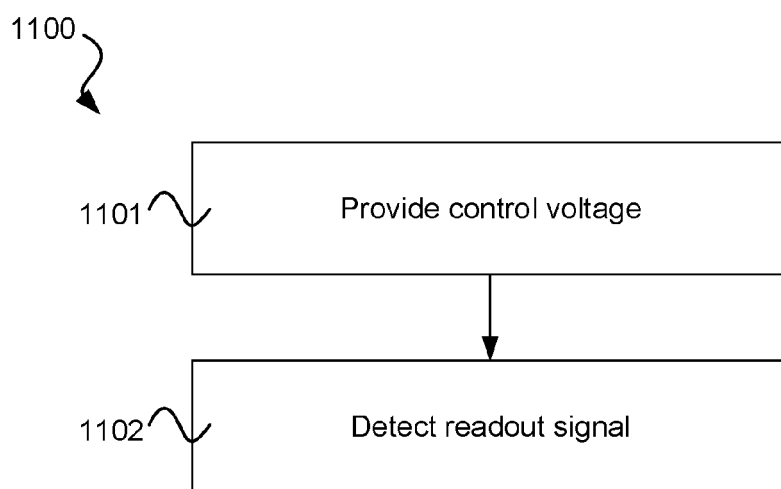 1100
1101
Provide control voltage
1102
Detect readout signal